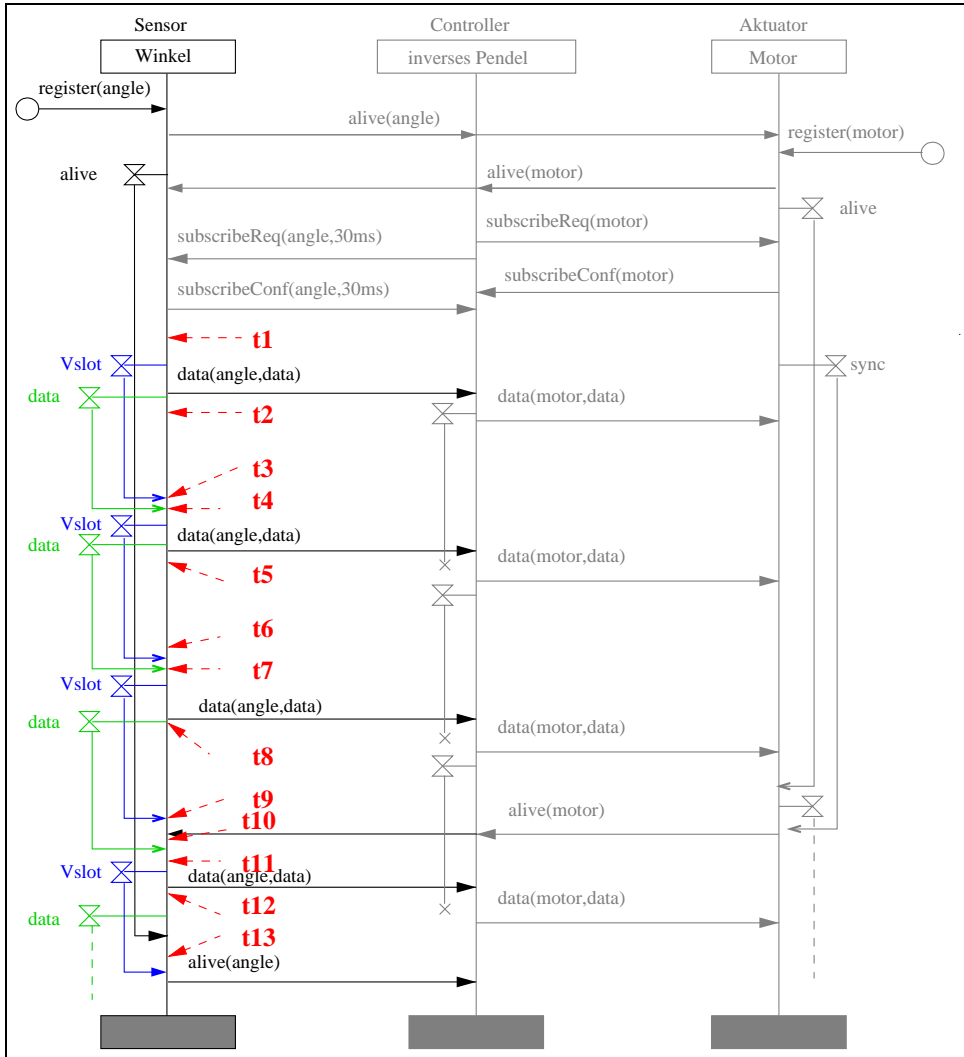 Sensor Controller Aktuator
Winkel inverses Pendel Motor
register(angle)
alive(angle)
register(motor)
alive alive(motor)
alive
subscribeReq(motor)
subscribeReq(angle,30ms)
subscribeConf(motor)
subscribeConf(angle,30ms)
t1
Vslot sync
data(angle,data)
data data(motor,data)
t2
t3
t4
Vslot
data(angle,data)
data data(motor,data)
t5
t6
t7
Vslot
data(angle,data)
data data(motor,data)
t8
t9
alive(motor)
t10
t11
Vslot
data(angle,data)
t12
data data(motor,data)
t13
alive(angle)